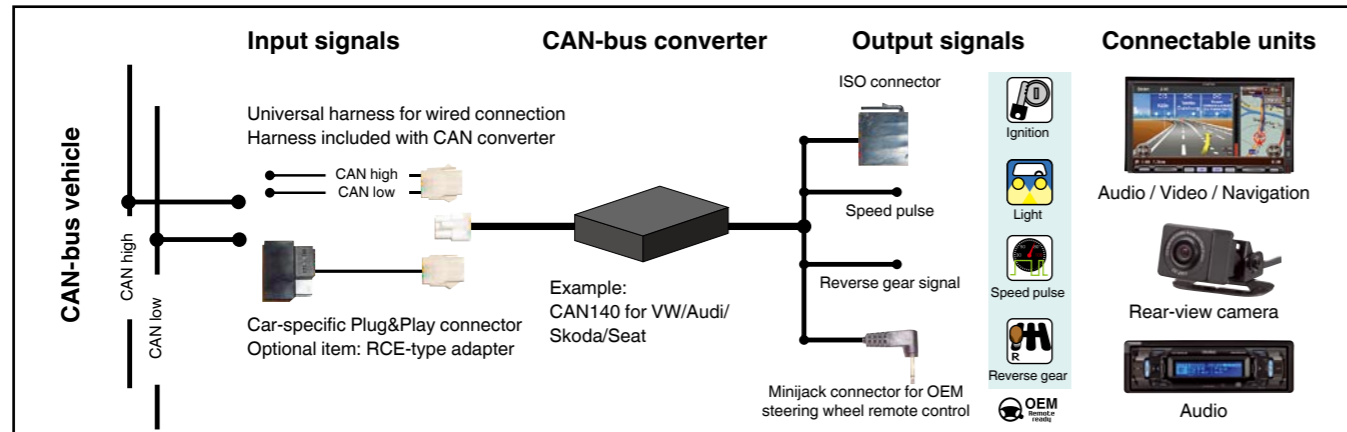 Input signals
CAN-bus converter
Output signals
Connectable units
CAN-bus vehicle
CAN high
CAN low
Universal harness for wired connection
Harness included with CAN converter
CAN high
CAN low
Car-specific Plug&Play connector
Optional item: RCE-type adapter
Example:
CAN140 for VW/Audi/
Skoda/Seat
ISO connector
Speed pulse
Reverse gear signal
Minijack connector for OEM
steering wheel remote control
Ignition
Light
Speed pulse
R
Reverse gear
OEM
Remote
ready
Audio / Video / Navigation
Rear-view camera
Audio